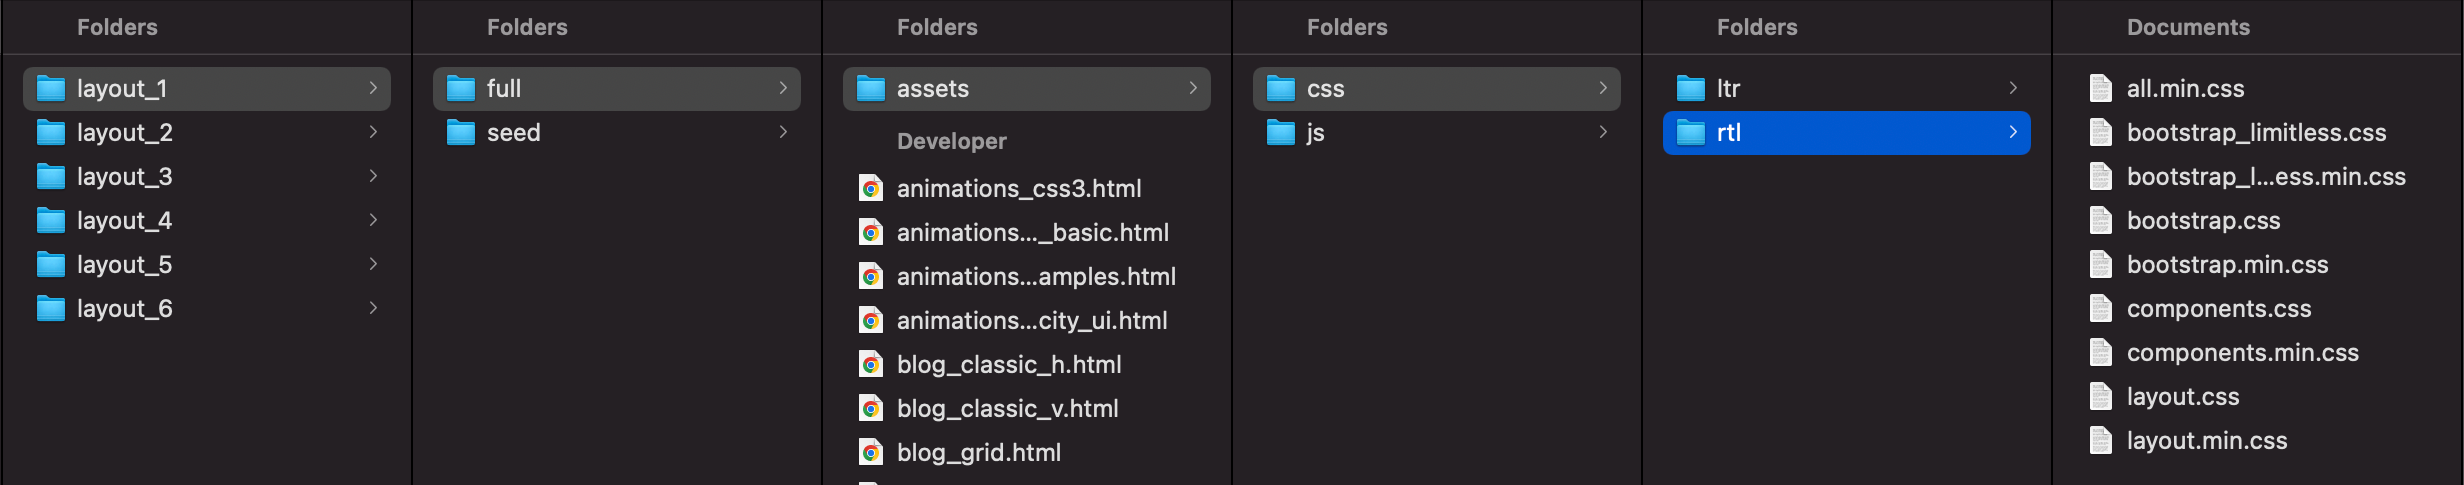 Folders
layout_1
layout_2
layout_3
layout_4
layout_5
layout_6
Folders
full
seed
Folders
assets
Developer
animations_css3.html
animations..._basic.html
animations...amples.html
animations...city_ui.html
blog_classic_h.html
blog_classic_v.html
blog_grid.html
Folders
css
js
Folders
ltr
rtl
Documents
all.min.css
bootstrap_limitless.css
bootstrap_l...ess.min.css
bootstrap.css
bootstrap.min.css
components.css
components.min.css
layout.css
layout.min.css